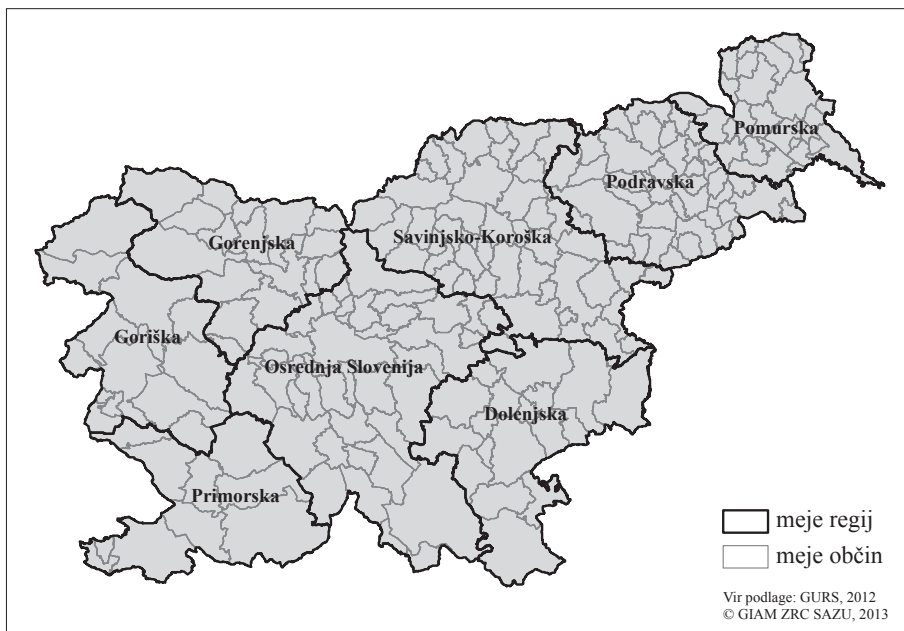 Pomurska
Podravska
Gorenjska
Savinjsko-Koroška
Goriška
Osrednja Slovenija
Dolenjska
Primorska
meje regij
meje občin
Vir podlage: GURS, 2012
© GIAM ZRC SAZU, 2013